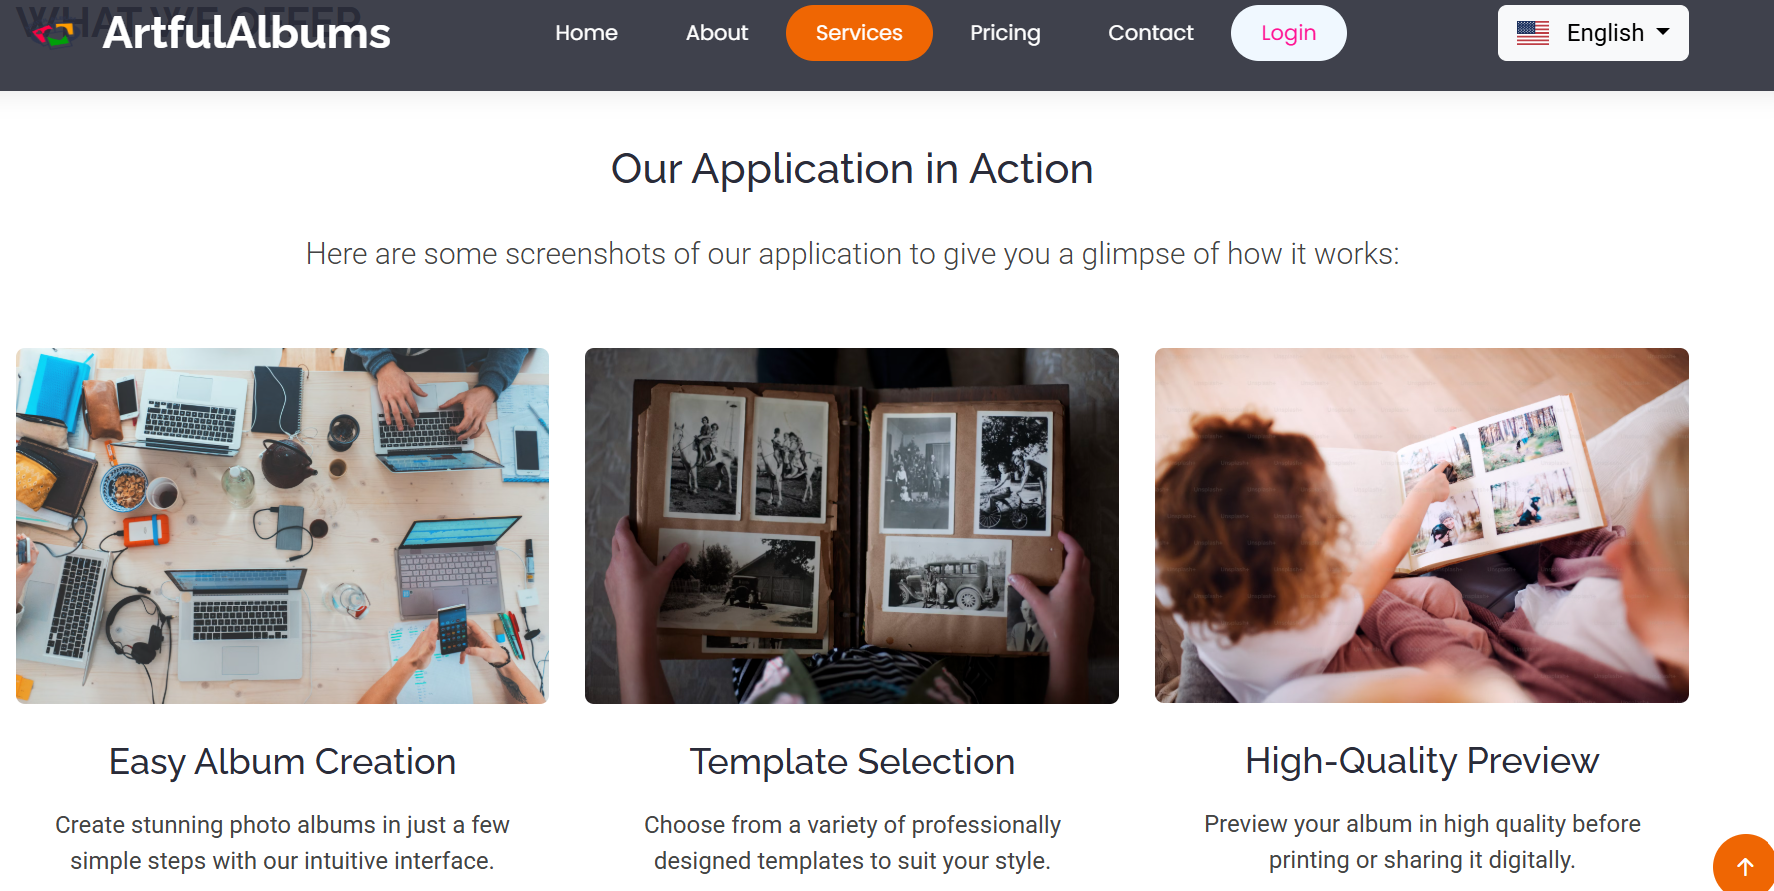 WHAT WE OFFER
ArtfulAlbums
Home
About
Services
Pricing
Contact
Login
English
Our Application in Action
Here are some screenshots of our application to give you a glimpse of how it works:
Easy Album Creation
Create stunning photo albums in just a few
simple steps with our intuitive interface.
Template Selection
Choose from a variety of professionally
designed templates to suit your style.
High-Quality Preview
Preview your album in high quality before
printing or sharing it digitally.